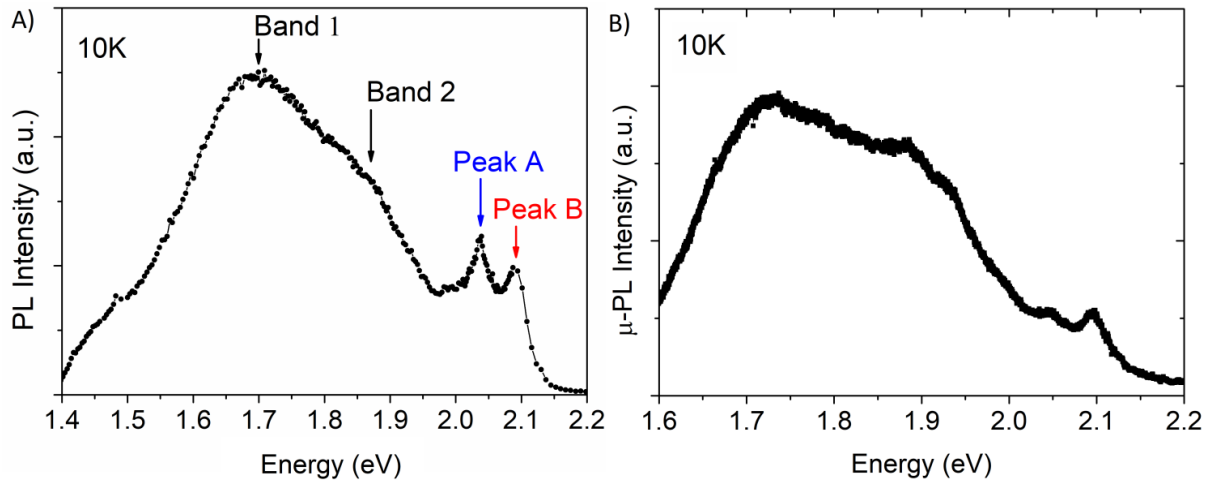 A)
10K
Band 1
Band 2
Peak A
Peak B
PL Intensity (a.u.)
1.4 1.5 1.6 1.7 1.8 1.9 2.0 2.1 2.2
Energy (eV)
B)
10K
μ-PL Intensity (a.u.)
1.6 1.7 1.8 1.9 2.0 2.1 2.2
Energy (eV)